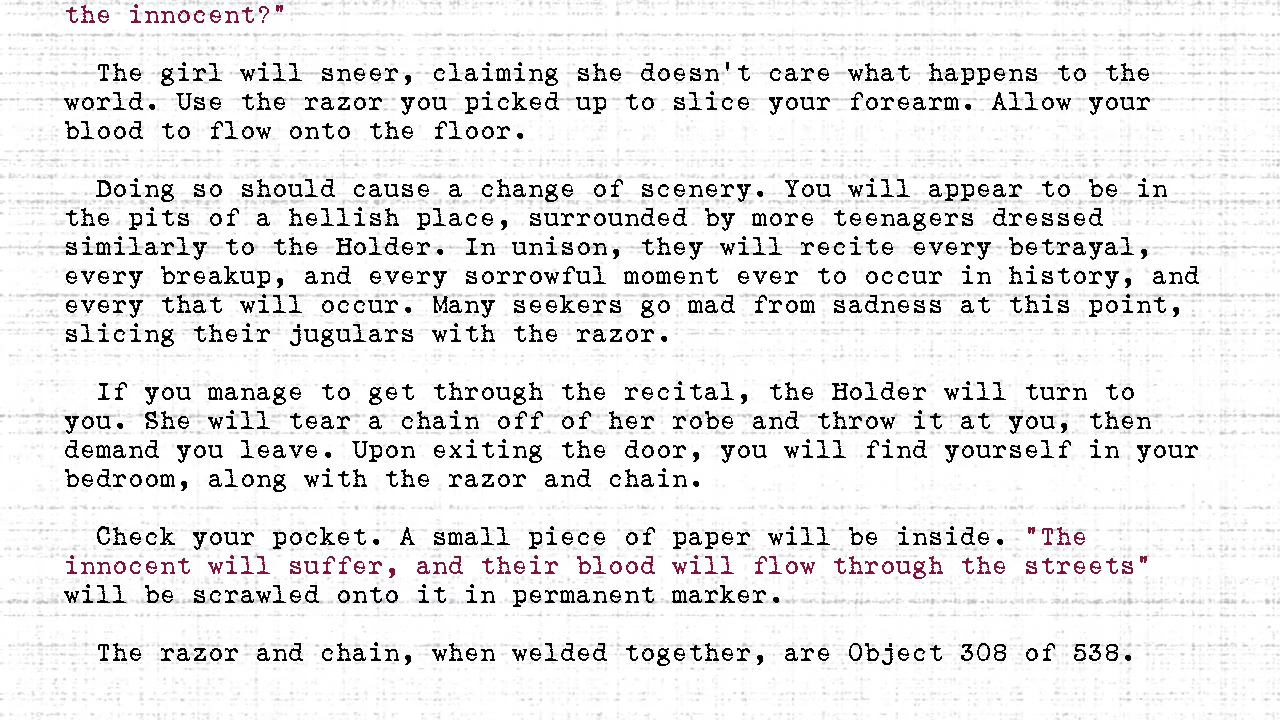 the innocent?"
The girl will sneer, claiming she doesn't care what happens to the
world. Use the razor you picked up to slice your forearm. Allow your
blood to flow onto the floor.
Doing so should cause a change of scenery. You will appear to be in
the pits of a hellish place, surrounded by more teenagers dressed
similarly to the Holder. In unison, they will recite every betrayal,
every breakup, and every sorrowful moment ever to occur in history, and
every that will occur. Many seekers go mad from sadness at this point,
slicing their jugulars with the razor.
If you manage to get through the recital, the Holder will turn to
you. She will tear a chain off of her robe and throw it at you, then
demand you leave. Upon exiting the door, you will find yourself in your
bedroom, along with the razor and chain.
Check your pocket. A small piece of paper will be inside. "The
innocent will suffer, and their blood will flow through the streets"
will be scrawled onto it in permanent marker.
The razor and chain, when welded together, are Object 308 of 538.